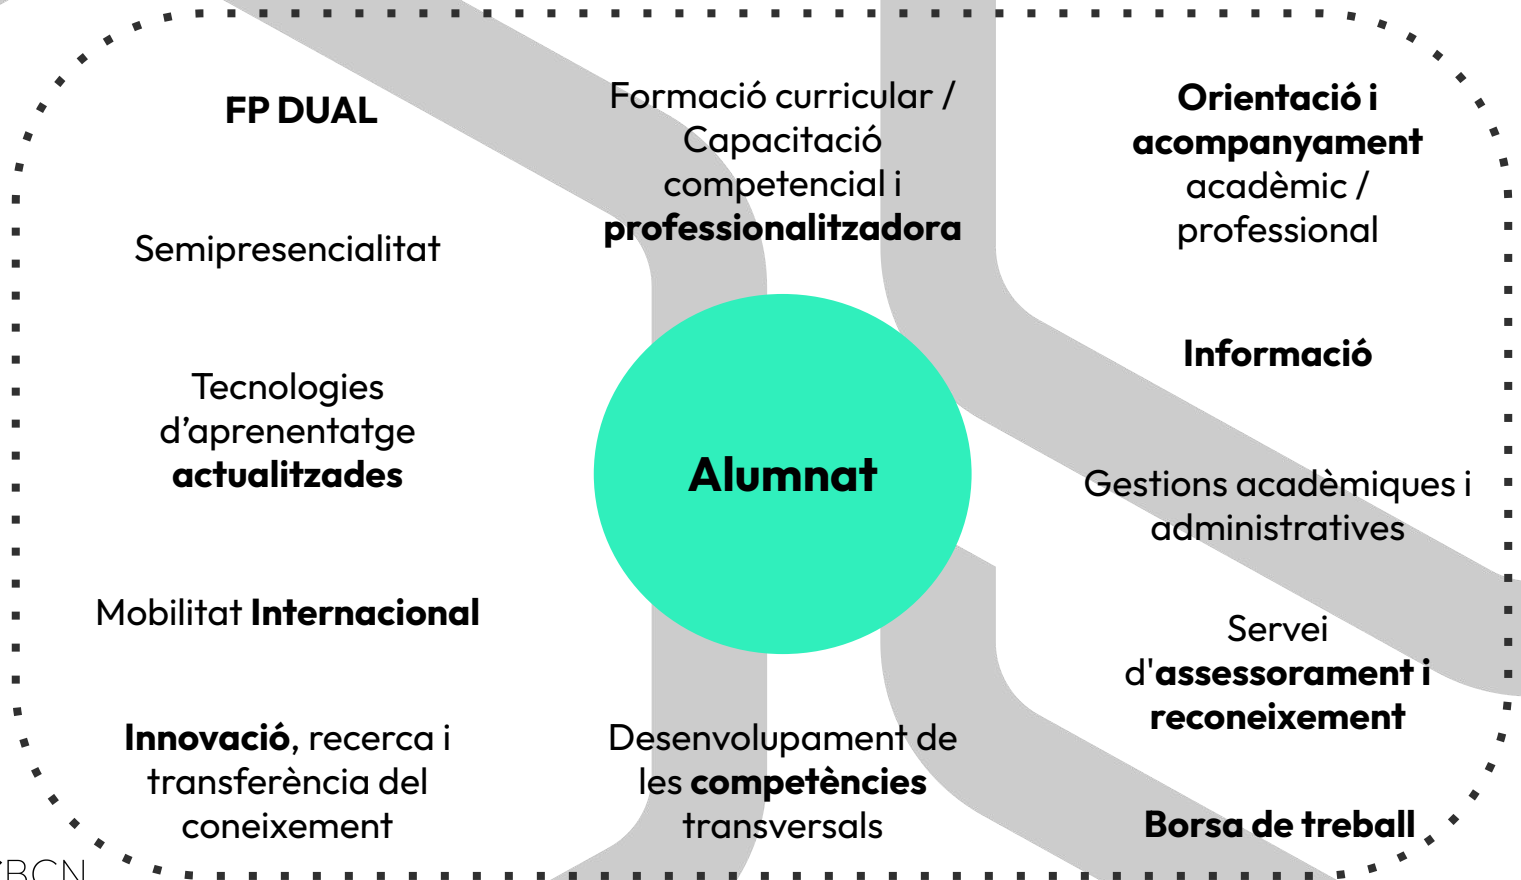 FP DUAL
Semipresencialitat
Tecnologies
d’aprenentatge
actualitzades
Mobilitat Internacional
Innovació, recerca i
transferència del
coneixement
Formació curricular /
Capacitació
competencial i
professionalitzadora
Alumnat
Desenvolupament de
les competències
transversals
Orientació i
acompanyament
acadèmic /
professional
Informació
Gestions acadèmiques i
administratives
Servei
d'assessorament i
reconeixement
Borsa de treball
BCN